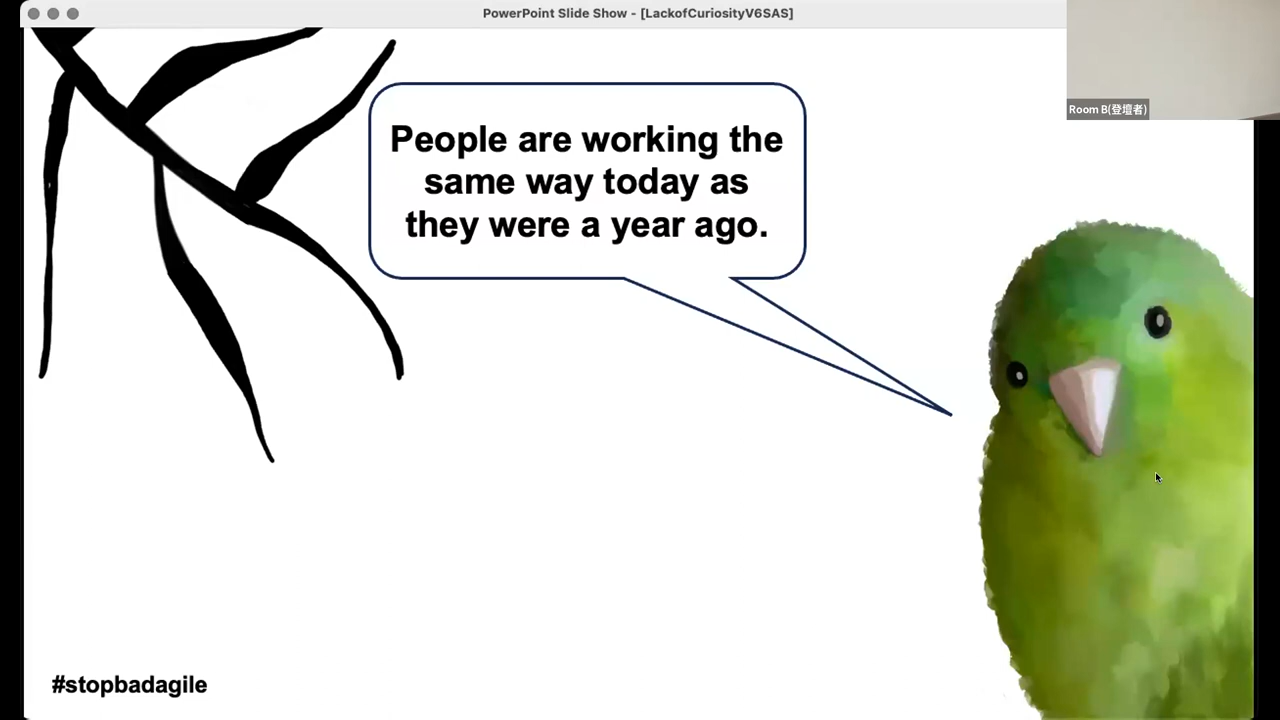 PowerPoint Slide Show - [LackofCuriosityV6SAS]
Room B(登壇者)
People are working the
same way today as
they were a year ago.
#stopbadagile